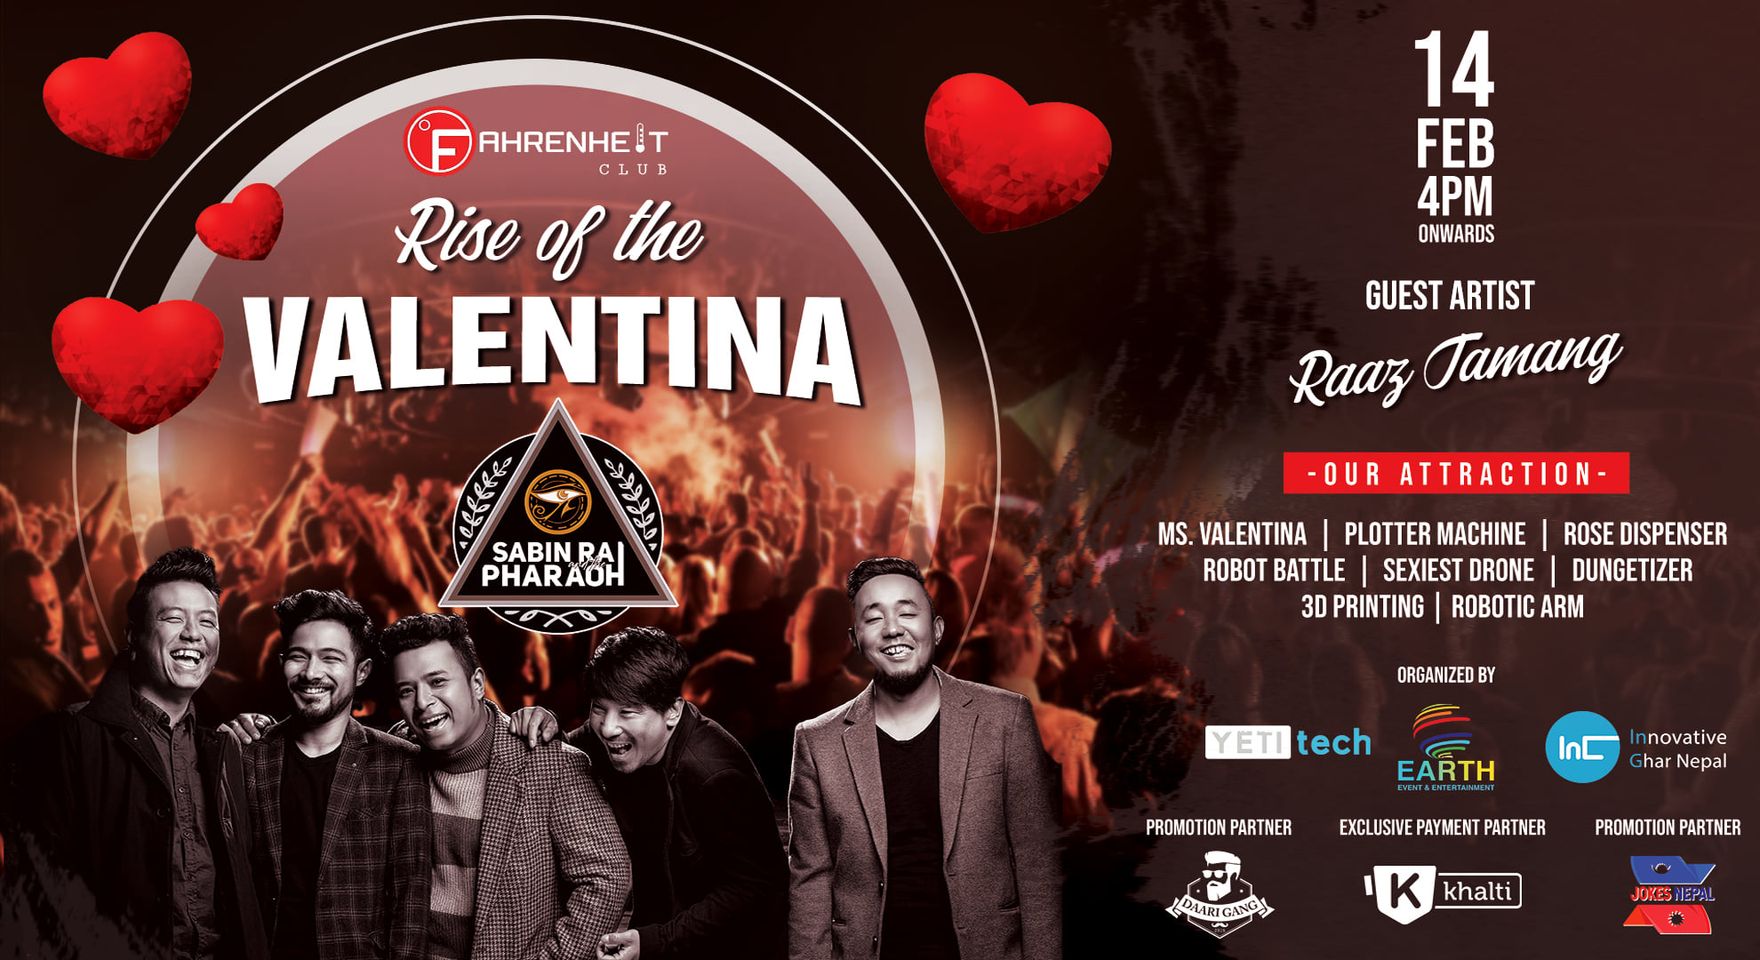 FAHRENHEIT
CLUB
Rise of the
VALENTINA
SABIN RAI
and the
PHARAOH
14
FEB
4PM
ONWARDS
GUEST ARTIST
Raaz Tamang
-OUR ATTRACTION-
MS. VALENTINA | PLOTTER MACHINE | ROSE DISPENSER
ROBOT BATTLE | SEXIEST DRONE | DUNGETIZER
3D PRINTING | ROBOTIC ARM
ORGANIZED BY
YETI tech
EARTH
EVENT & ENTERTAINMENT
InG
Innovative
Ghar Nepal
PROMOTION PARTNER
EXCLUSIVE PAYMENT PARTNER
PROMOTION PARTNER
DAARI GANG
K khalti
JOKES NEPAL